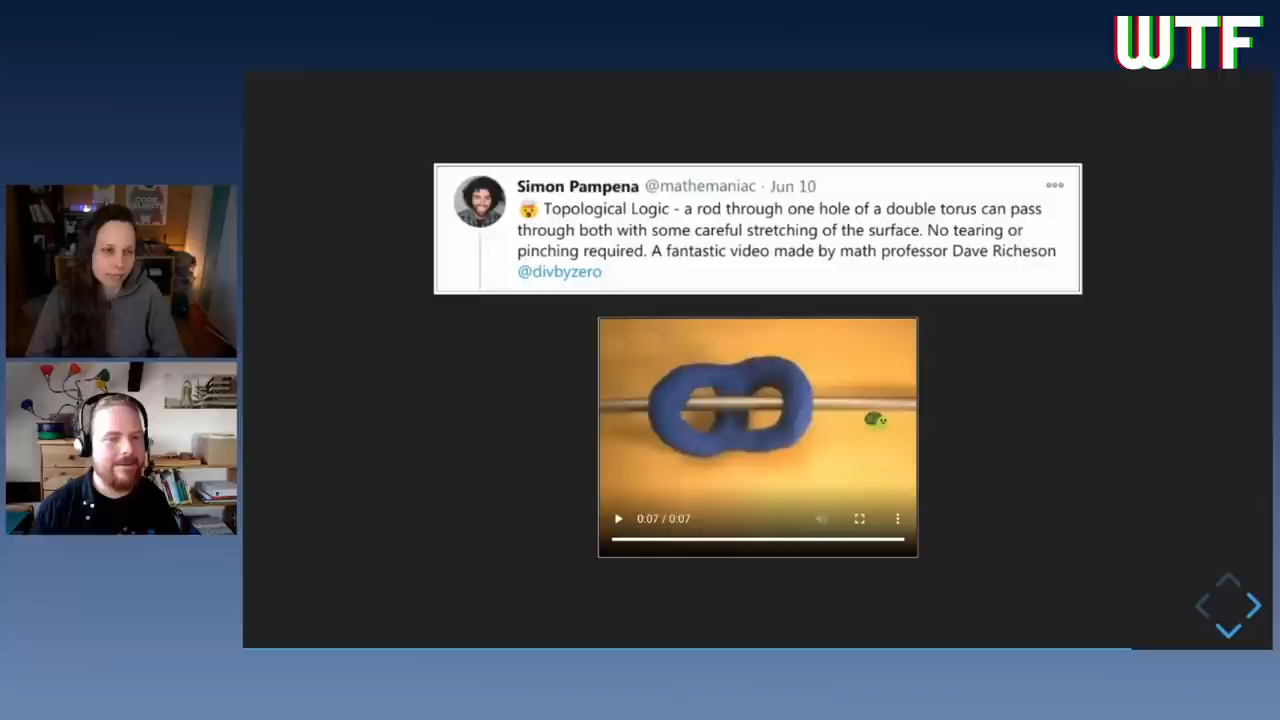 WTF
Simon Pampena @mathemaniac · Jun 10
🤯 Topological Logic - a rod through one hole of a double torus can pass
through both with some careful stretching of the surface. No tearing or
pinching required. A fantastic video made by math professor Dave Richeson
@divbyzero
0:07 / 0:07